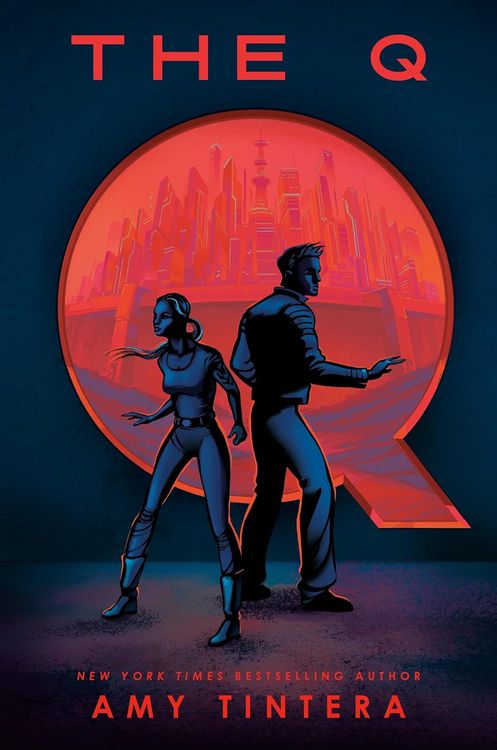 THE Q
Q
NEW YORK TIMES BESTSELLING AUTHOR
AMY TINTERA